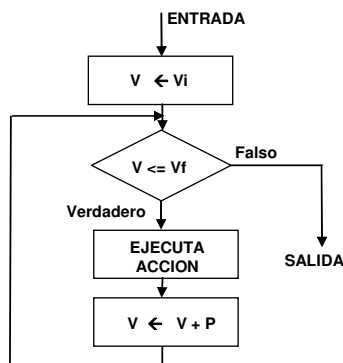 ENTRADA
V ← Vi
V <= Vf
Falso
Verdadero
EJECUTA
ACCION
SALIDA
V ← V + P